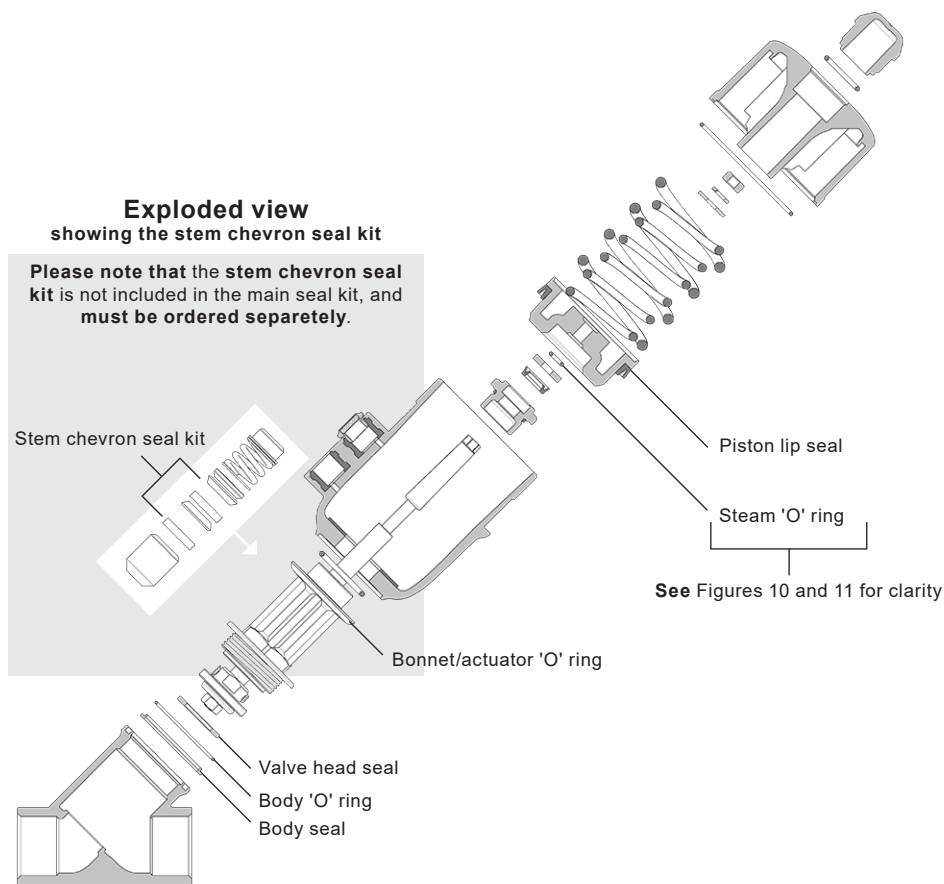 Exploded view
showing the stem chevron seal kit
Please note that the stem chevron seal
kit is not included in the main seal kit, and
must be ordered separetely.
Stem chevron seal kit
Piston lip seal
Steam 'O' ring
See Figures 10 and 11 for clarity
Bonnet/actuator 'O' ring
Valve head seal
Body 'O' ring
Body seal